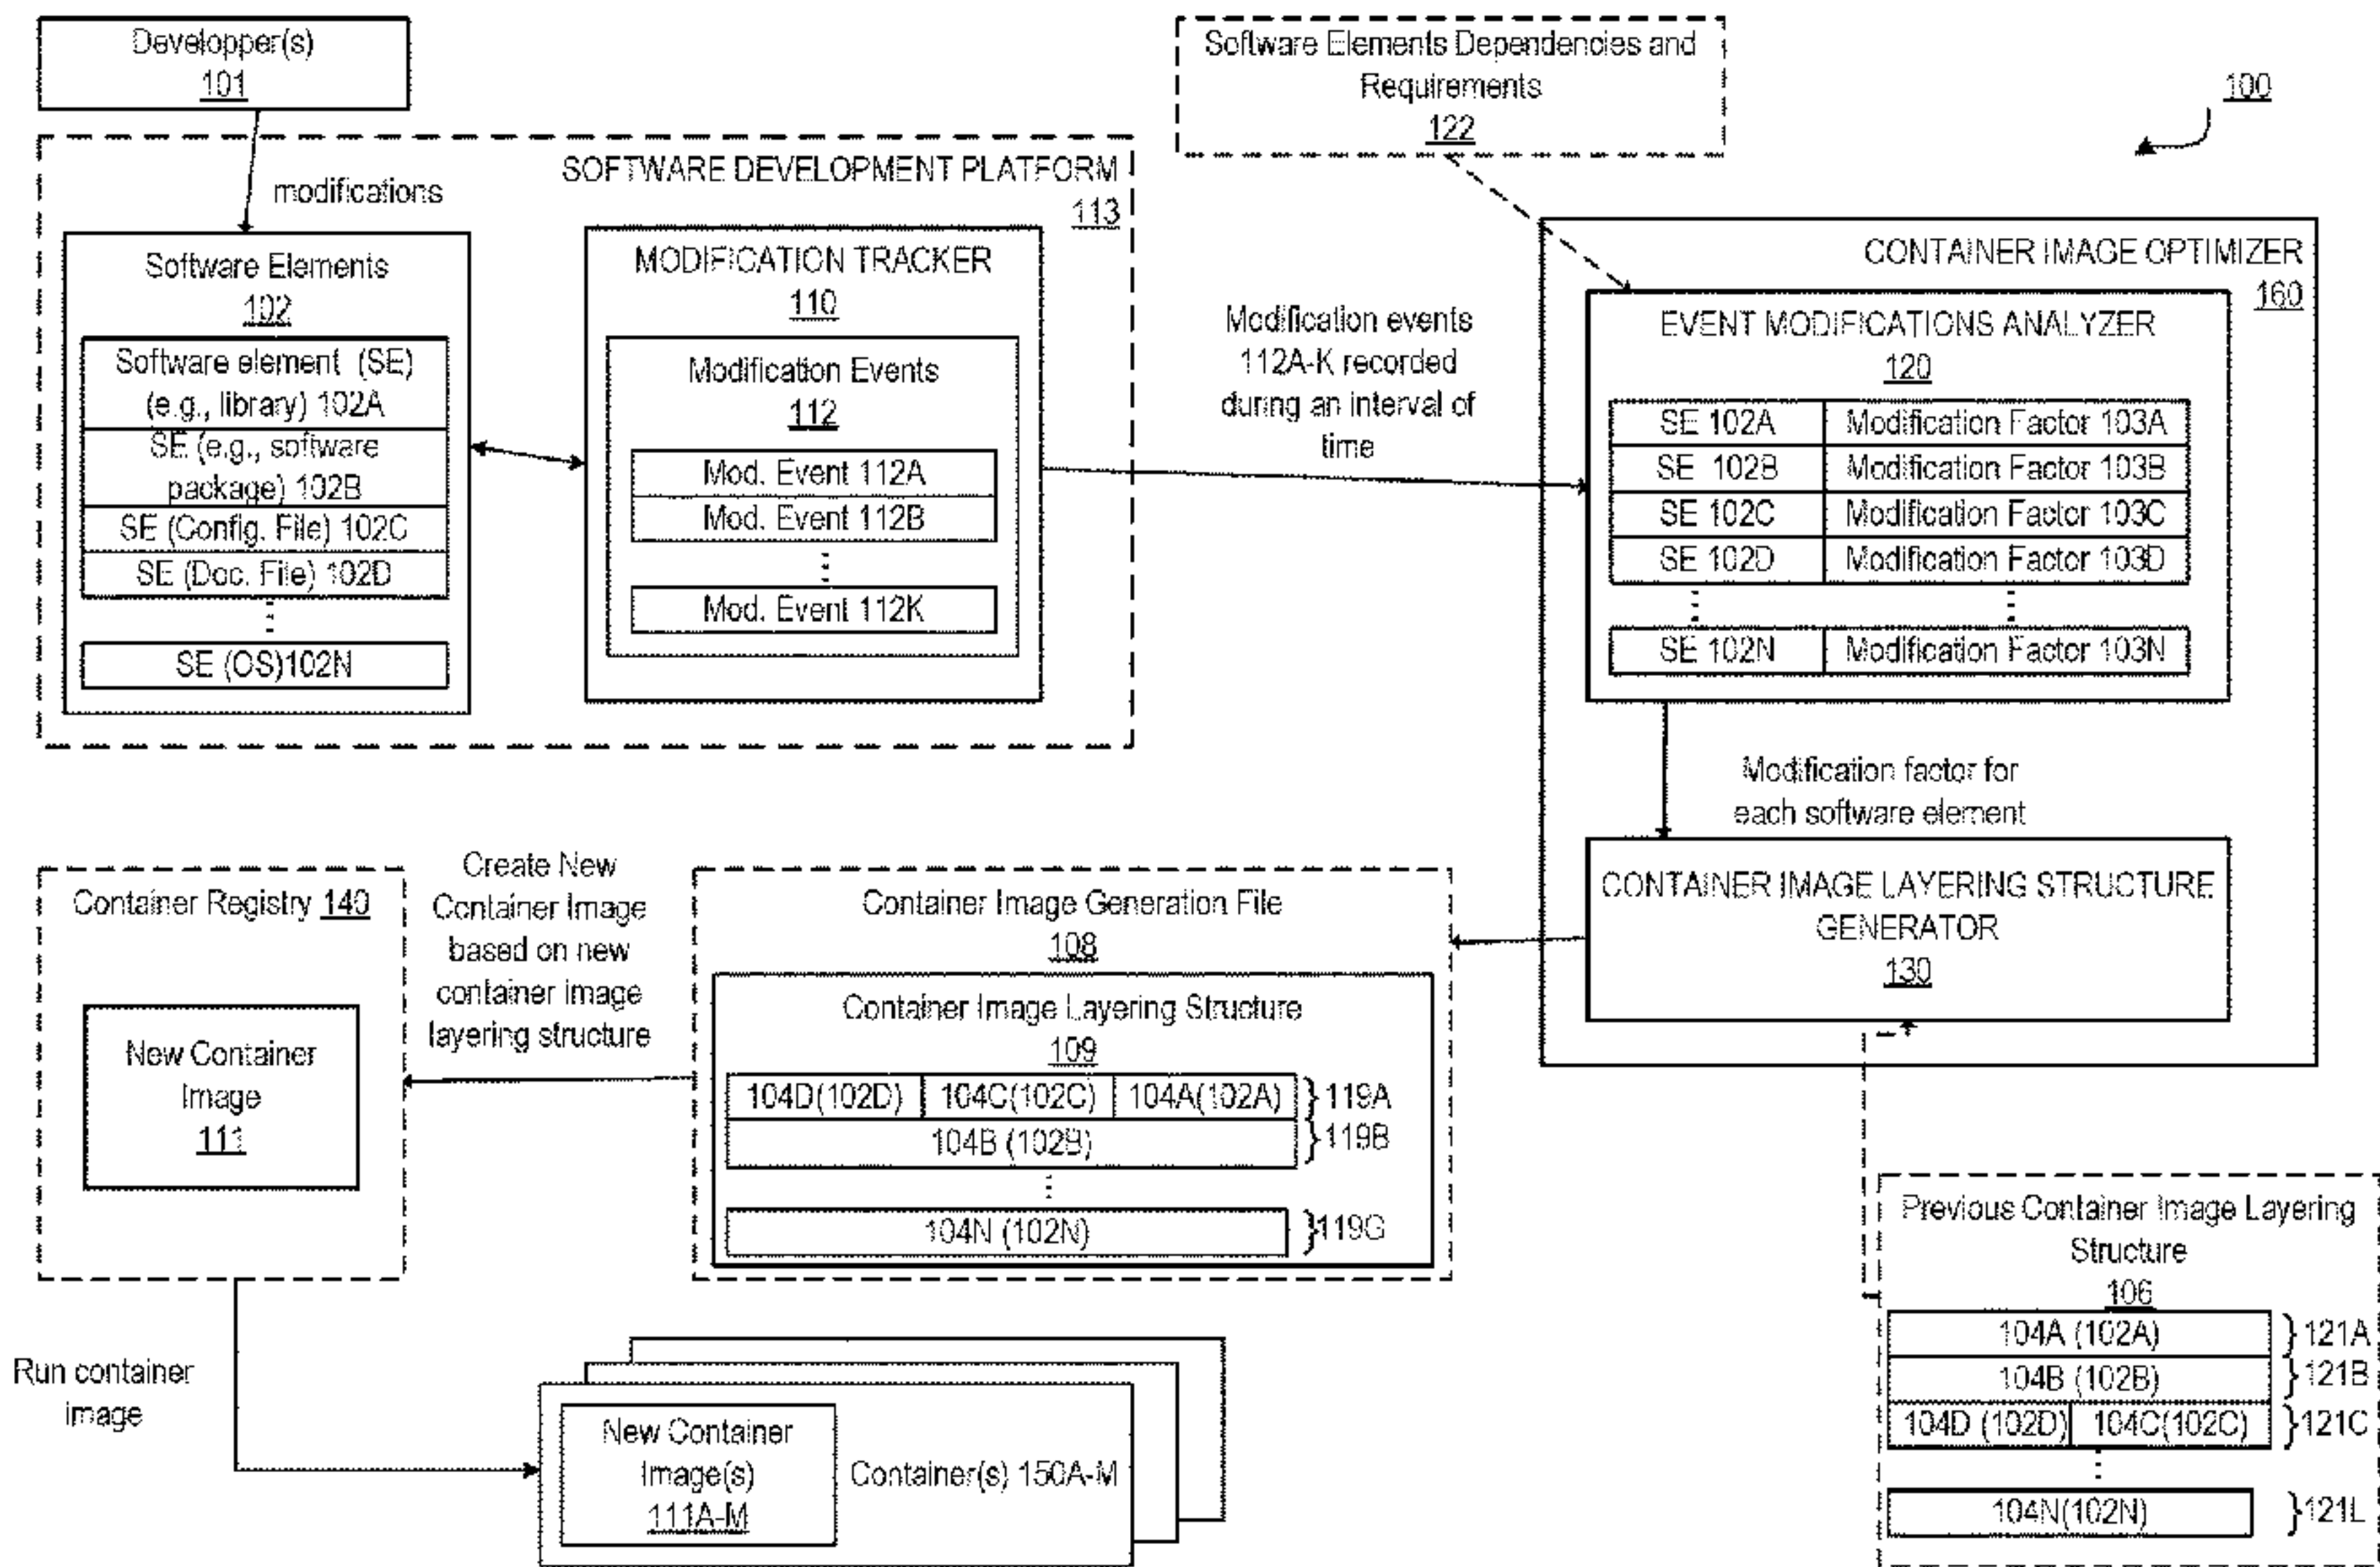 Developper(s)
101
Software Elements Dependencies and
Requirements
122
100
SOFTWARE DEVELOPMENT PLATFORM
113
modifications
Software Elements
102
Software element (SE)
(e.g., library) 102A
SE (e.g., software
package) 102B
SE (Config. File) 102C
SE (Doc. File) 102D
SE (OS)102N
MODIFICATION TRACKER
110
Modification Events
112
Mod. Event 112A
Mod. Event 112B
Mod. Event 112K
Modification events
112A-K recorded
during an interval of
time
CONTAINER IMAGE OPTIMIZER
160
EVENT MODIFICATIONS ANALYZER
120
SE 102A Modification Factor 103A
SE 102B Modification Factor 103B
SE 102C Modification Factor 103C
SE 102D Modification Factor 103D
SE 102N Modification Factor 103N
Modification factor for
each software element
CONTAINER IMAGE LAYERING STRUCTURE
GENERATOR
130
Container Registry 140
New Container
Image
111
Create New
Container Image
based on new
container image
layering structure
Container Image Generation File
108
Container Image Layering Structure
109
104D(102D) 104C(102C) 104A(102A) }119A
104B (102B) }119B
104N (102N) }119G
Previous Container Image Layering
Structure
106
104A (102A) }121A
104B (102B) }121B
104D (102D) 104C(102C) }121C
104N(102N) }121L
Run container
image
New Container
Image(s)
111A-M
Container(s) 150A-M